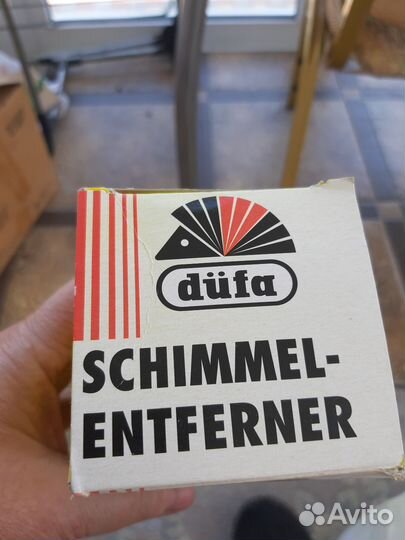 düfa
SCHIMMEL-
ENTFERNER
Avito